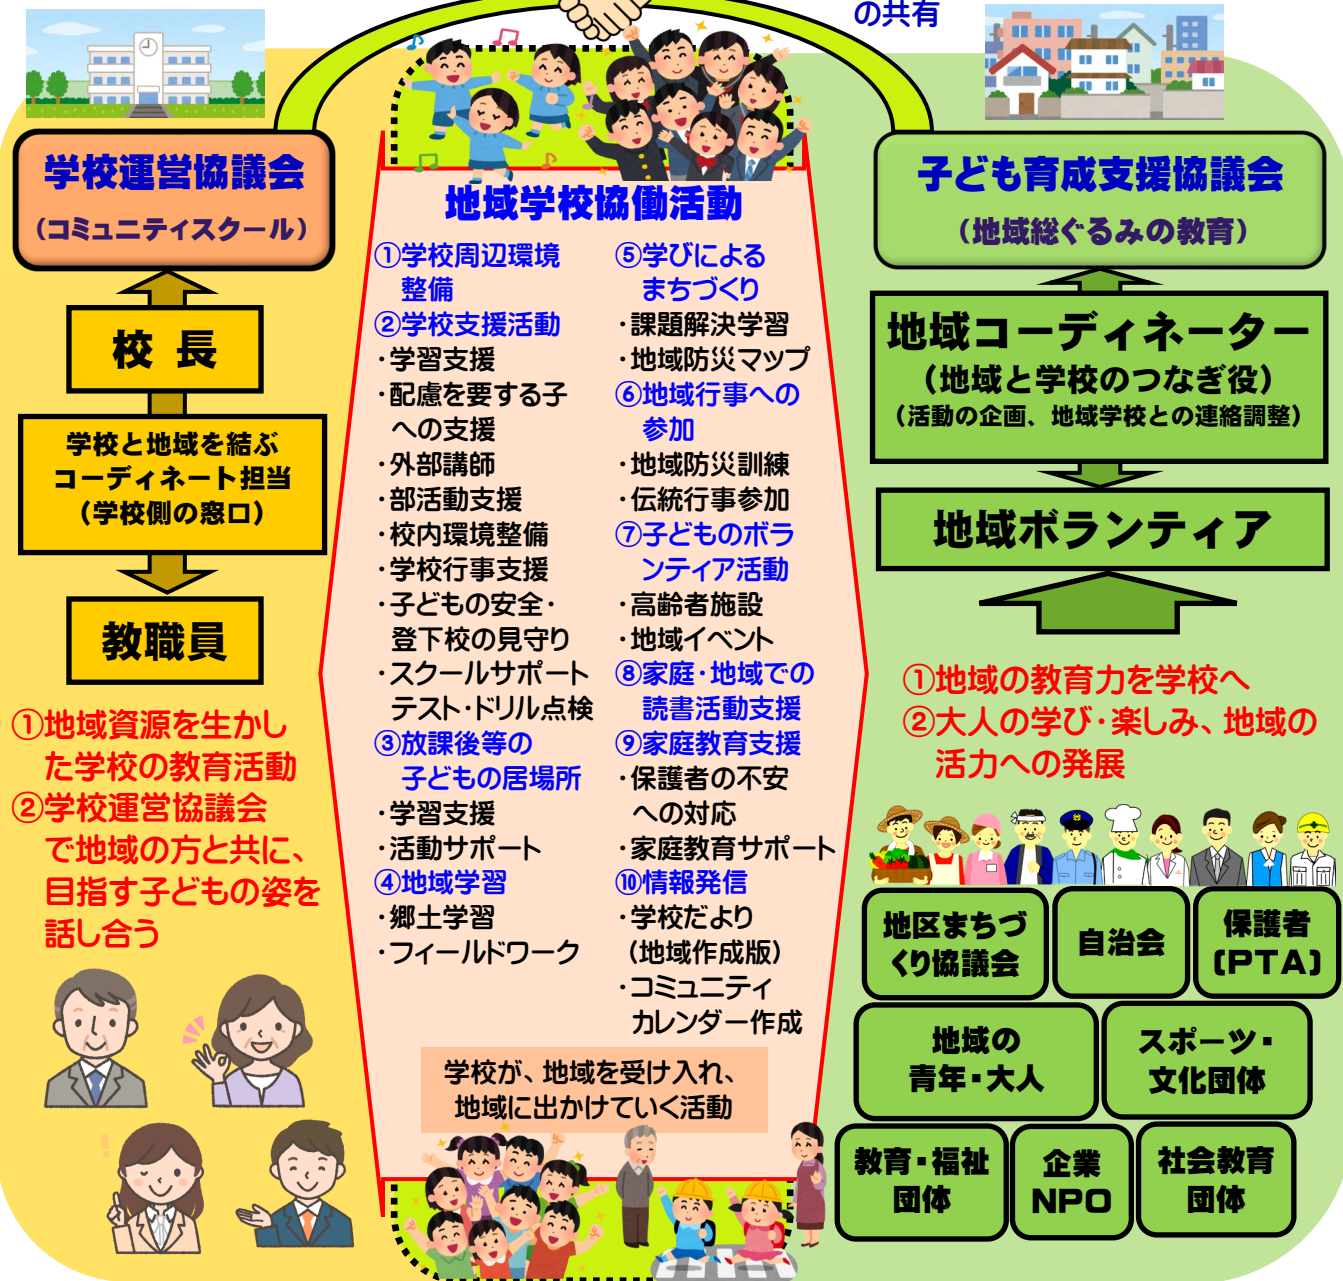 の共有
学校運営協議会
（コミュニティスクール）
校 長
学校と地域を結ぶ
コーディネート担当
（学校側の窓口）
教職員
①地域資源を生かし
た学校の教育活動
②学校運営協議会
で地域の方と共に、
目指す子どもの姿を
話し合う
地域学校協働活動
①学校周辺環境
整備
②学校支援活動
・学習支援
・配慮を要する子
への支援
・外部講師
・部活動支援
・校内環境整備
・学校行事支援
・子どもの安全・
登下校の見守り
・スクールサポート
テスト・ドリル点検
③放課後等の
子どもの居場所
・学習支援
・活動サポート
④地域学習
・郷土学習
・フィールドワーク
⑤学びによる
まちづくり
・課題解決学習
・地域防災マップ
⑥地域行事への
参加
・地域防災訓練
・伝統行事参加
⑦子どものボラ
ンティア活動
・高齢者施設
・地域イベント
⑧家庭・地域での
読書活動支援
⑨家庭教育支援
・保護者の不安
への対応
・家庭教育サポート
⑩情報発信
・学校だより
（地域作成版）
・コミュニティ
カレンダー作成
学校が、地域を受け入れ、
地域に出かけていく活動
子ども育成支援協議会
（地域総ぐるみの教育）
地域コーディネーター
（地域と学校のつなぎ役）
（活動の企画、地域学校との連絡調整）
地域ボランティア
①地域の教育力を学校へ
②大人の学び・楽しみ、地域の
活力への発展
地区まちづ
くり協議会
自治会
保護者
（PTA）
地域の
青年・大人
スポーツ・
文化団体
教育・福祉
団体
企業
NPO
社会教育
団体